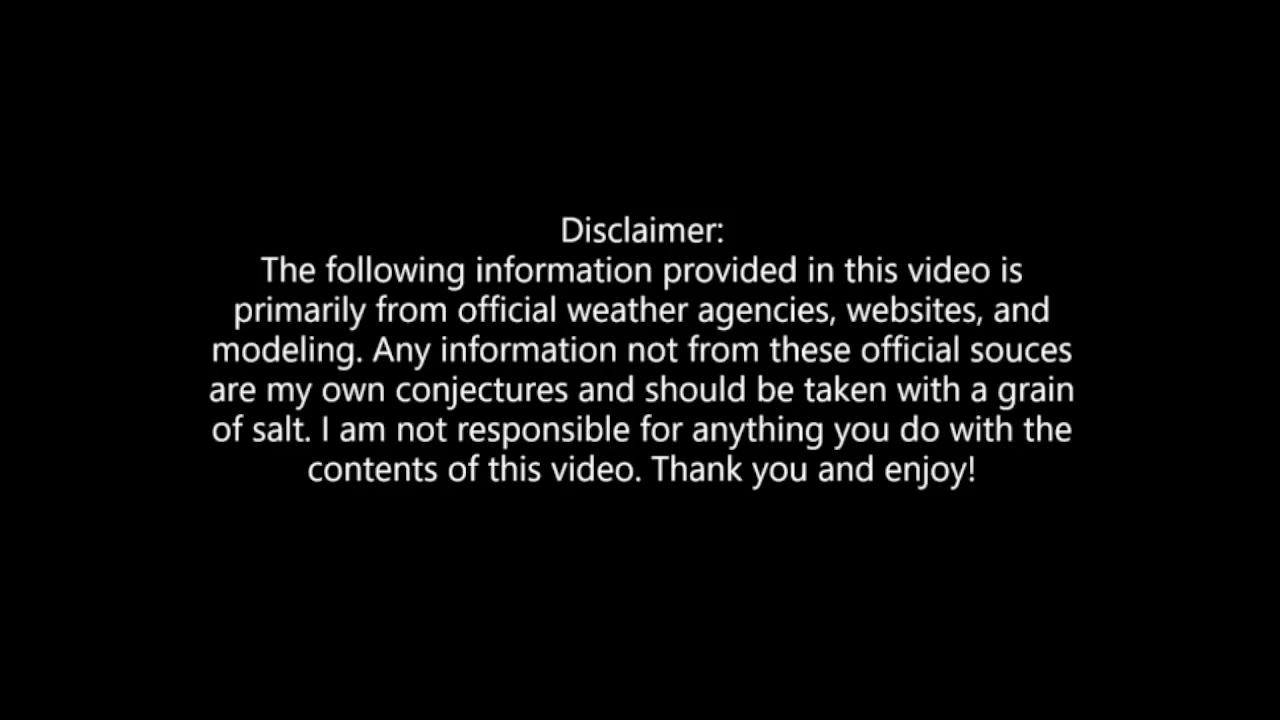 Disclaimer:
The following information provided in this video is
primarily from official weather agencies, websites, and
modeling. Any information not from these official souces
are my own conjectures and should be taken with a grain
of salt. I am not responsible for anything you do with the
contents of this video. Thank you and enjoy!